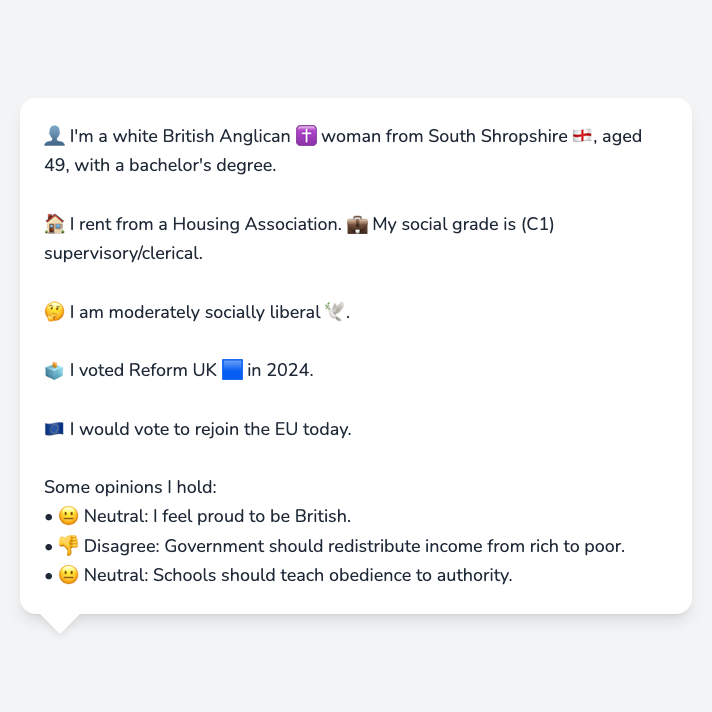 👤 I'm a white British Anglican ✝️ woman from South Shropshire 🏴󠁧󠁢󠁥󠁮󠁧󠁿, aged
49, with a bachelor's degree.
🏠 I rent from a Housing Association. 💼 My social grade is (C1)
supervisory/clerical.
🤔 I am moderately socially liberal 🕊️.
🗳️ I voted Reform UK 🟦 in 2024.
🇪🇺 I would vote to rejoin the EU today.
Some opinions I hold:
• 😐 Neutral: I feel proud to be British.
• 👎 Disagree: Government should redistribute income from rich to poor.
• 😐 Neutral: Schools should teach obedience to authority.